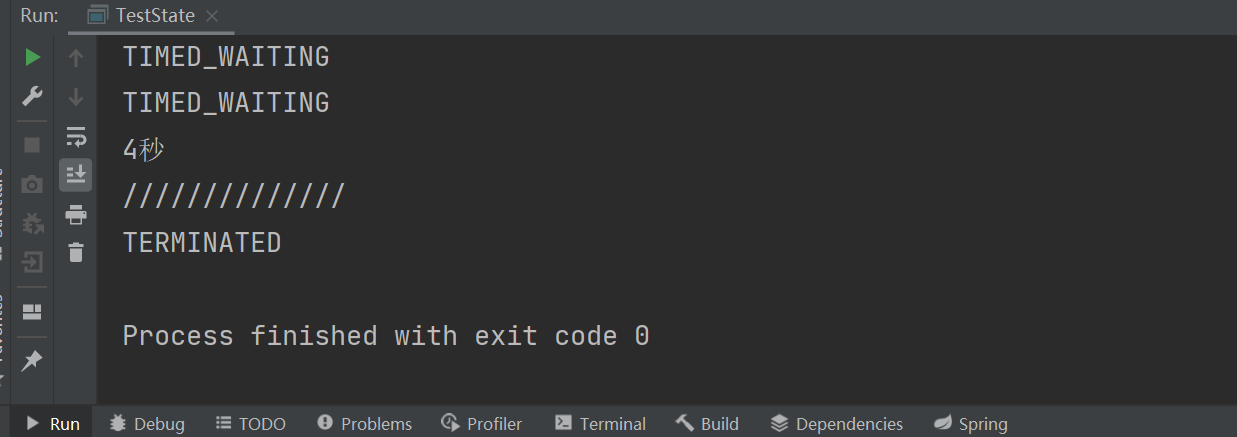 Run: TestState
TIMED_WAITING
TIMED_WAITING
4秒
//////////////
TERMINATED
Process finished with exit code 0
Run Debug TODO Problems Profiler Terminal Build Dependencies Spring